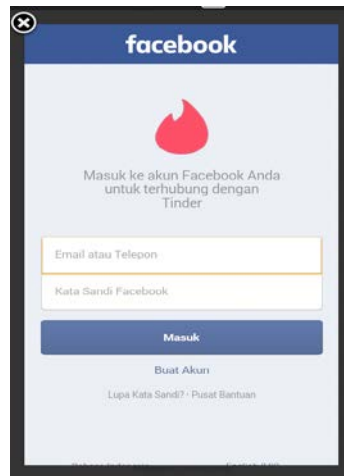 facebook
Masuk ke akun Facebook Anda
untuk terhubung dengan
Tinder
Email atau Telepon
Kata Sandi Facebook
Masuk
Buat Akun
Lupa Kata Sandi? · Pusat Bantuan